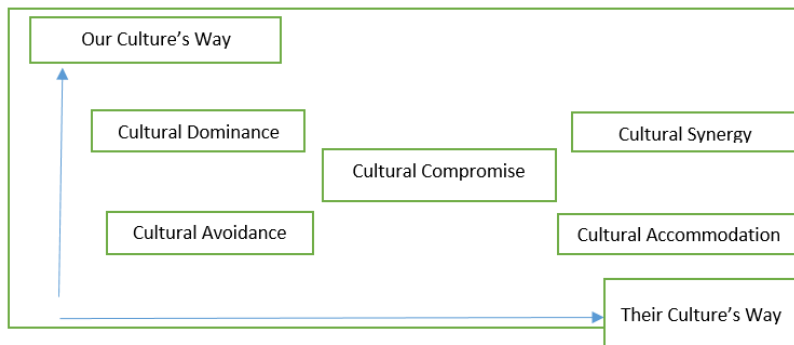 Our Culture’s Way
Cultural Dominance
Cultural Synergy
Cultural Compromise
Cultural Avoidance
Cultural Accommodation
Their Culture’s Way